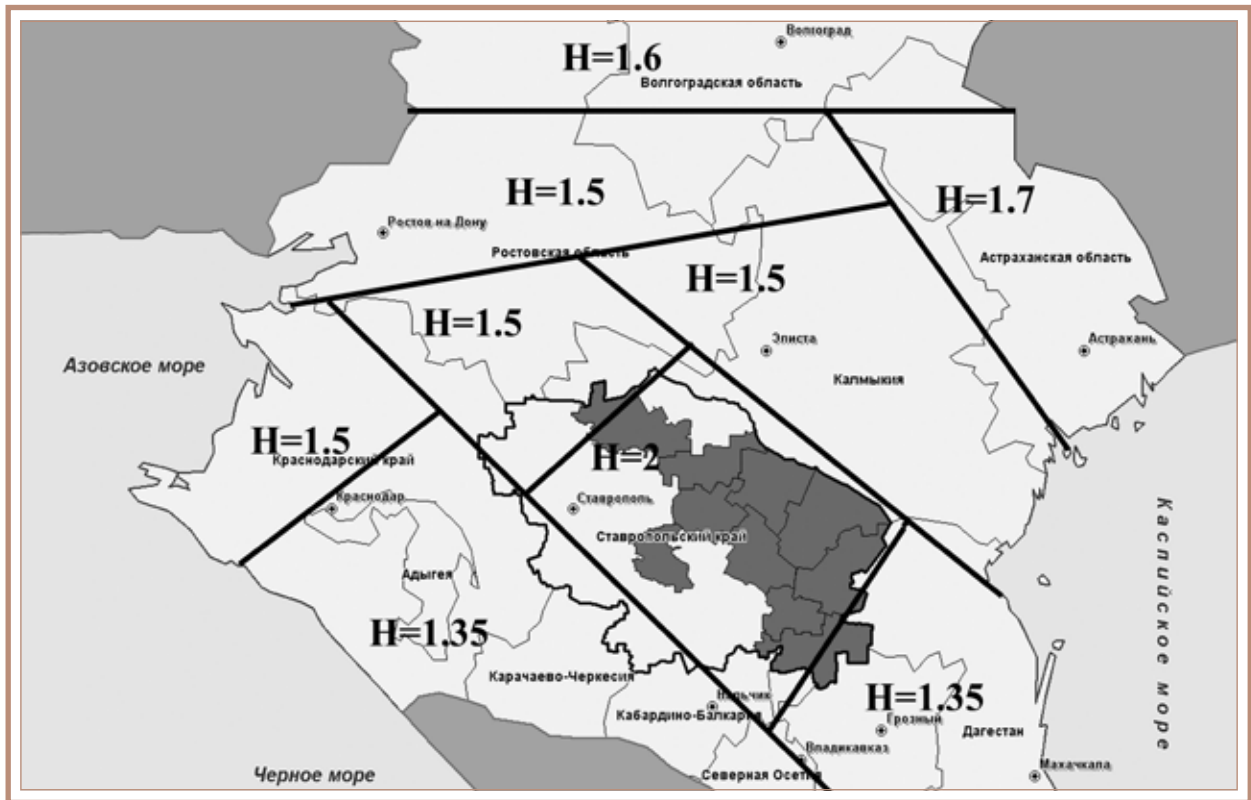 Волгоград
H=1.6
Волгоградская область
H=1.5
H=1.7
Ростов на Дону
Ростовская область
Астраханская область
H=1.5
H=1.5
Элиста
Астрахань
Азовское море
Калмыкия
H=1.5
Краснодарский край
H=2
Краснодар
Ставрополь
Ставропольский край
Каспийское море
Адыгея
H=1.35
Карачаево-Черкесия
H=1.35
Нальчик
Кабардино-Балкария
Грозный
Дагестан
Владикавказ
Махачкала
Северная Осетия
Черное море